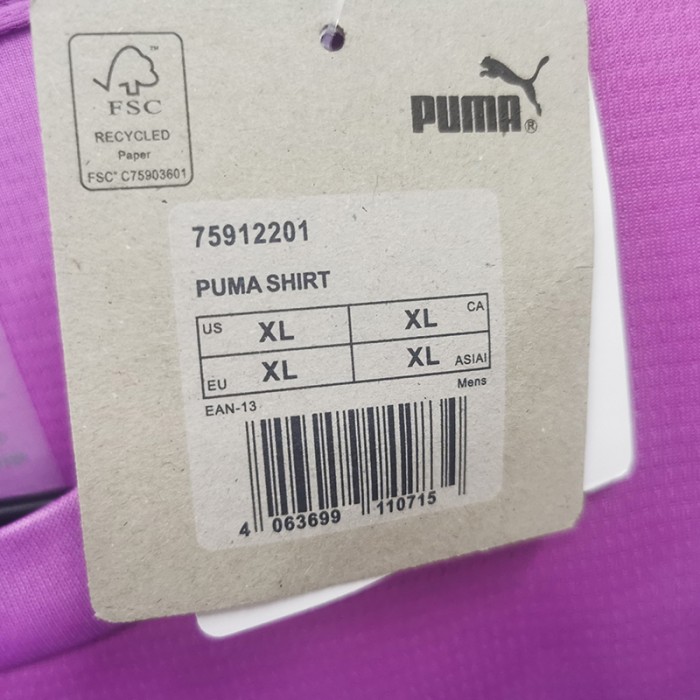 FSC
RECYCLED
Paper
FSC® C75903601
PUMA®
75912201
PUMA SHIRT
US XL XL CA
EU XL XL ASIAI
EAN-13 Mens
4 063699 110715